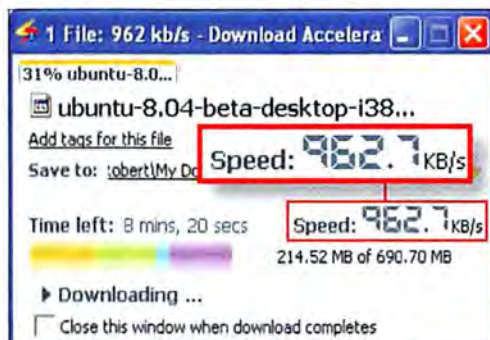 1 File: 962 kb/s - Download Accelera
31% ubuntu-8.0...
ubuntu-8.04-beta-desktop-i38...
Add tags for this file
Speed: 962.7 KB/s
Save to: :obert\My Do
Time left: 8 mins, 20 secs
Speed: 962.7 KB/s
214.52 MB of 690.70 MB
Downloading ...
Close this window when download completes